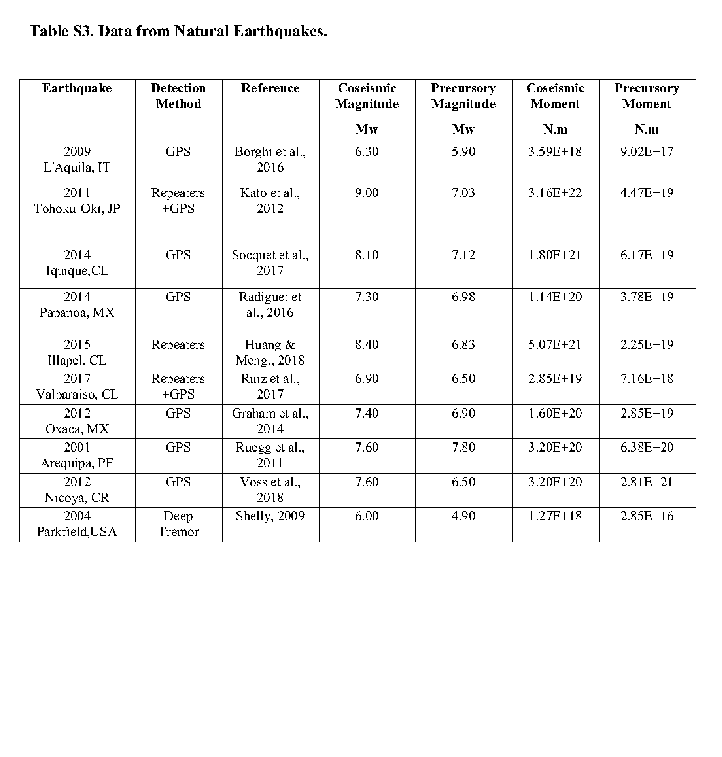 Table S3. Data from Natural Earthquakes.
Earthquake Detection Reference Coseismic Precursory Coseismic Precursory
Method Magnitude Magnitude Moment Moment
Mw Mw N.m N.m
2009 GPS Borghi et al., 6.30 5.90 3.59E+18 9.02E+17
L'Aquila, IT 2016
2011 Repeaters Kato et al., 9.00 7.03 3.16E+22 4.47E+19
Tohoku-Oki, JP +GPS 2012
2014 GPS Socquet et al., 8.10 7.12 1.80E+21 6.17E+19
Iquique,CL 2017
2014 GPS Radiguet et 7.30 6.98 1.14E+20 3.78E+19
Papanoa, MX al., 2016
2015 Repeaters Huang & 8.40 6.83 5.07E+21 2.25E+19
Illapel, CL Meng., 2018
2017 Repeaters Ruiz et al., 6.90 6.50 2.85E+19 7.16E+18
Valparaiso, CL +GPS 2017
2012 GPS Graham et al., 7.40 6.90 1.60E+20 2.85E+19
Oxaca, MX 2014
2001 GPS Ruegg et al., 7.60 7.80 3.20E+20 6.38E+20
Arequipa, PE 2011
2012 GPS Voss et al., 7.60 6.50 3.20E+20 2.81E+21
Nicoya, CR 2018
2004 Deep Shelly, 2009 6.00 4.90 1.27E+18 2.85E+16
Parkfield,USA Tremor